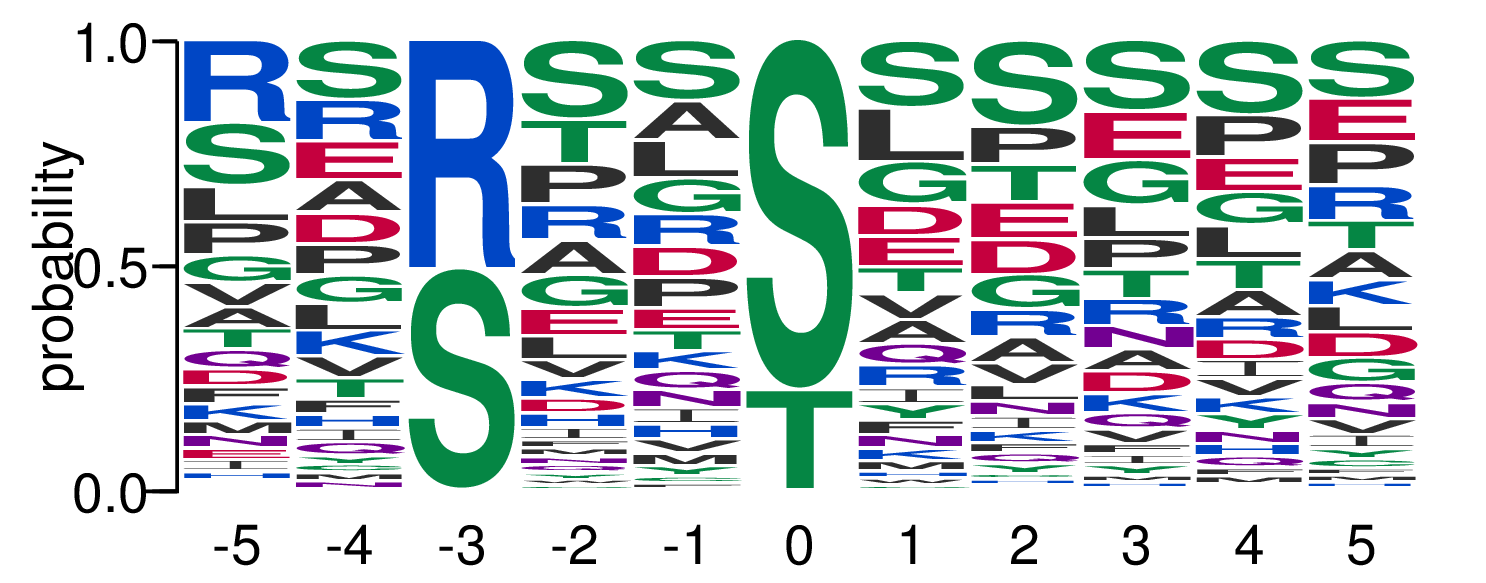 probability
1.0
0.5
0.0
R S L P G V A T Q D F K M N E I H
S R E A D P G L K V T F H I Q Y C M N
R S
S T P R A G E L V K D H I F M N Q Y W
S A L G R D P E T K Q N I H V M Y C F
S T
S L G D E T V A Q R I Y F N K M H W
S P T E D G R A V L N I K F Q Y H
S E G L P T R N A D K Q V F I Y M H
S P E G L T A R D I V K Y N H Q M F
S E P R T A K L D G Q N V I Y C M H
-5 -4 -3 -2 -1 0 1 2 3 4 5